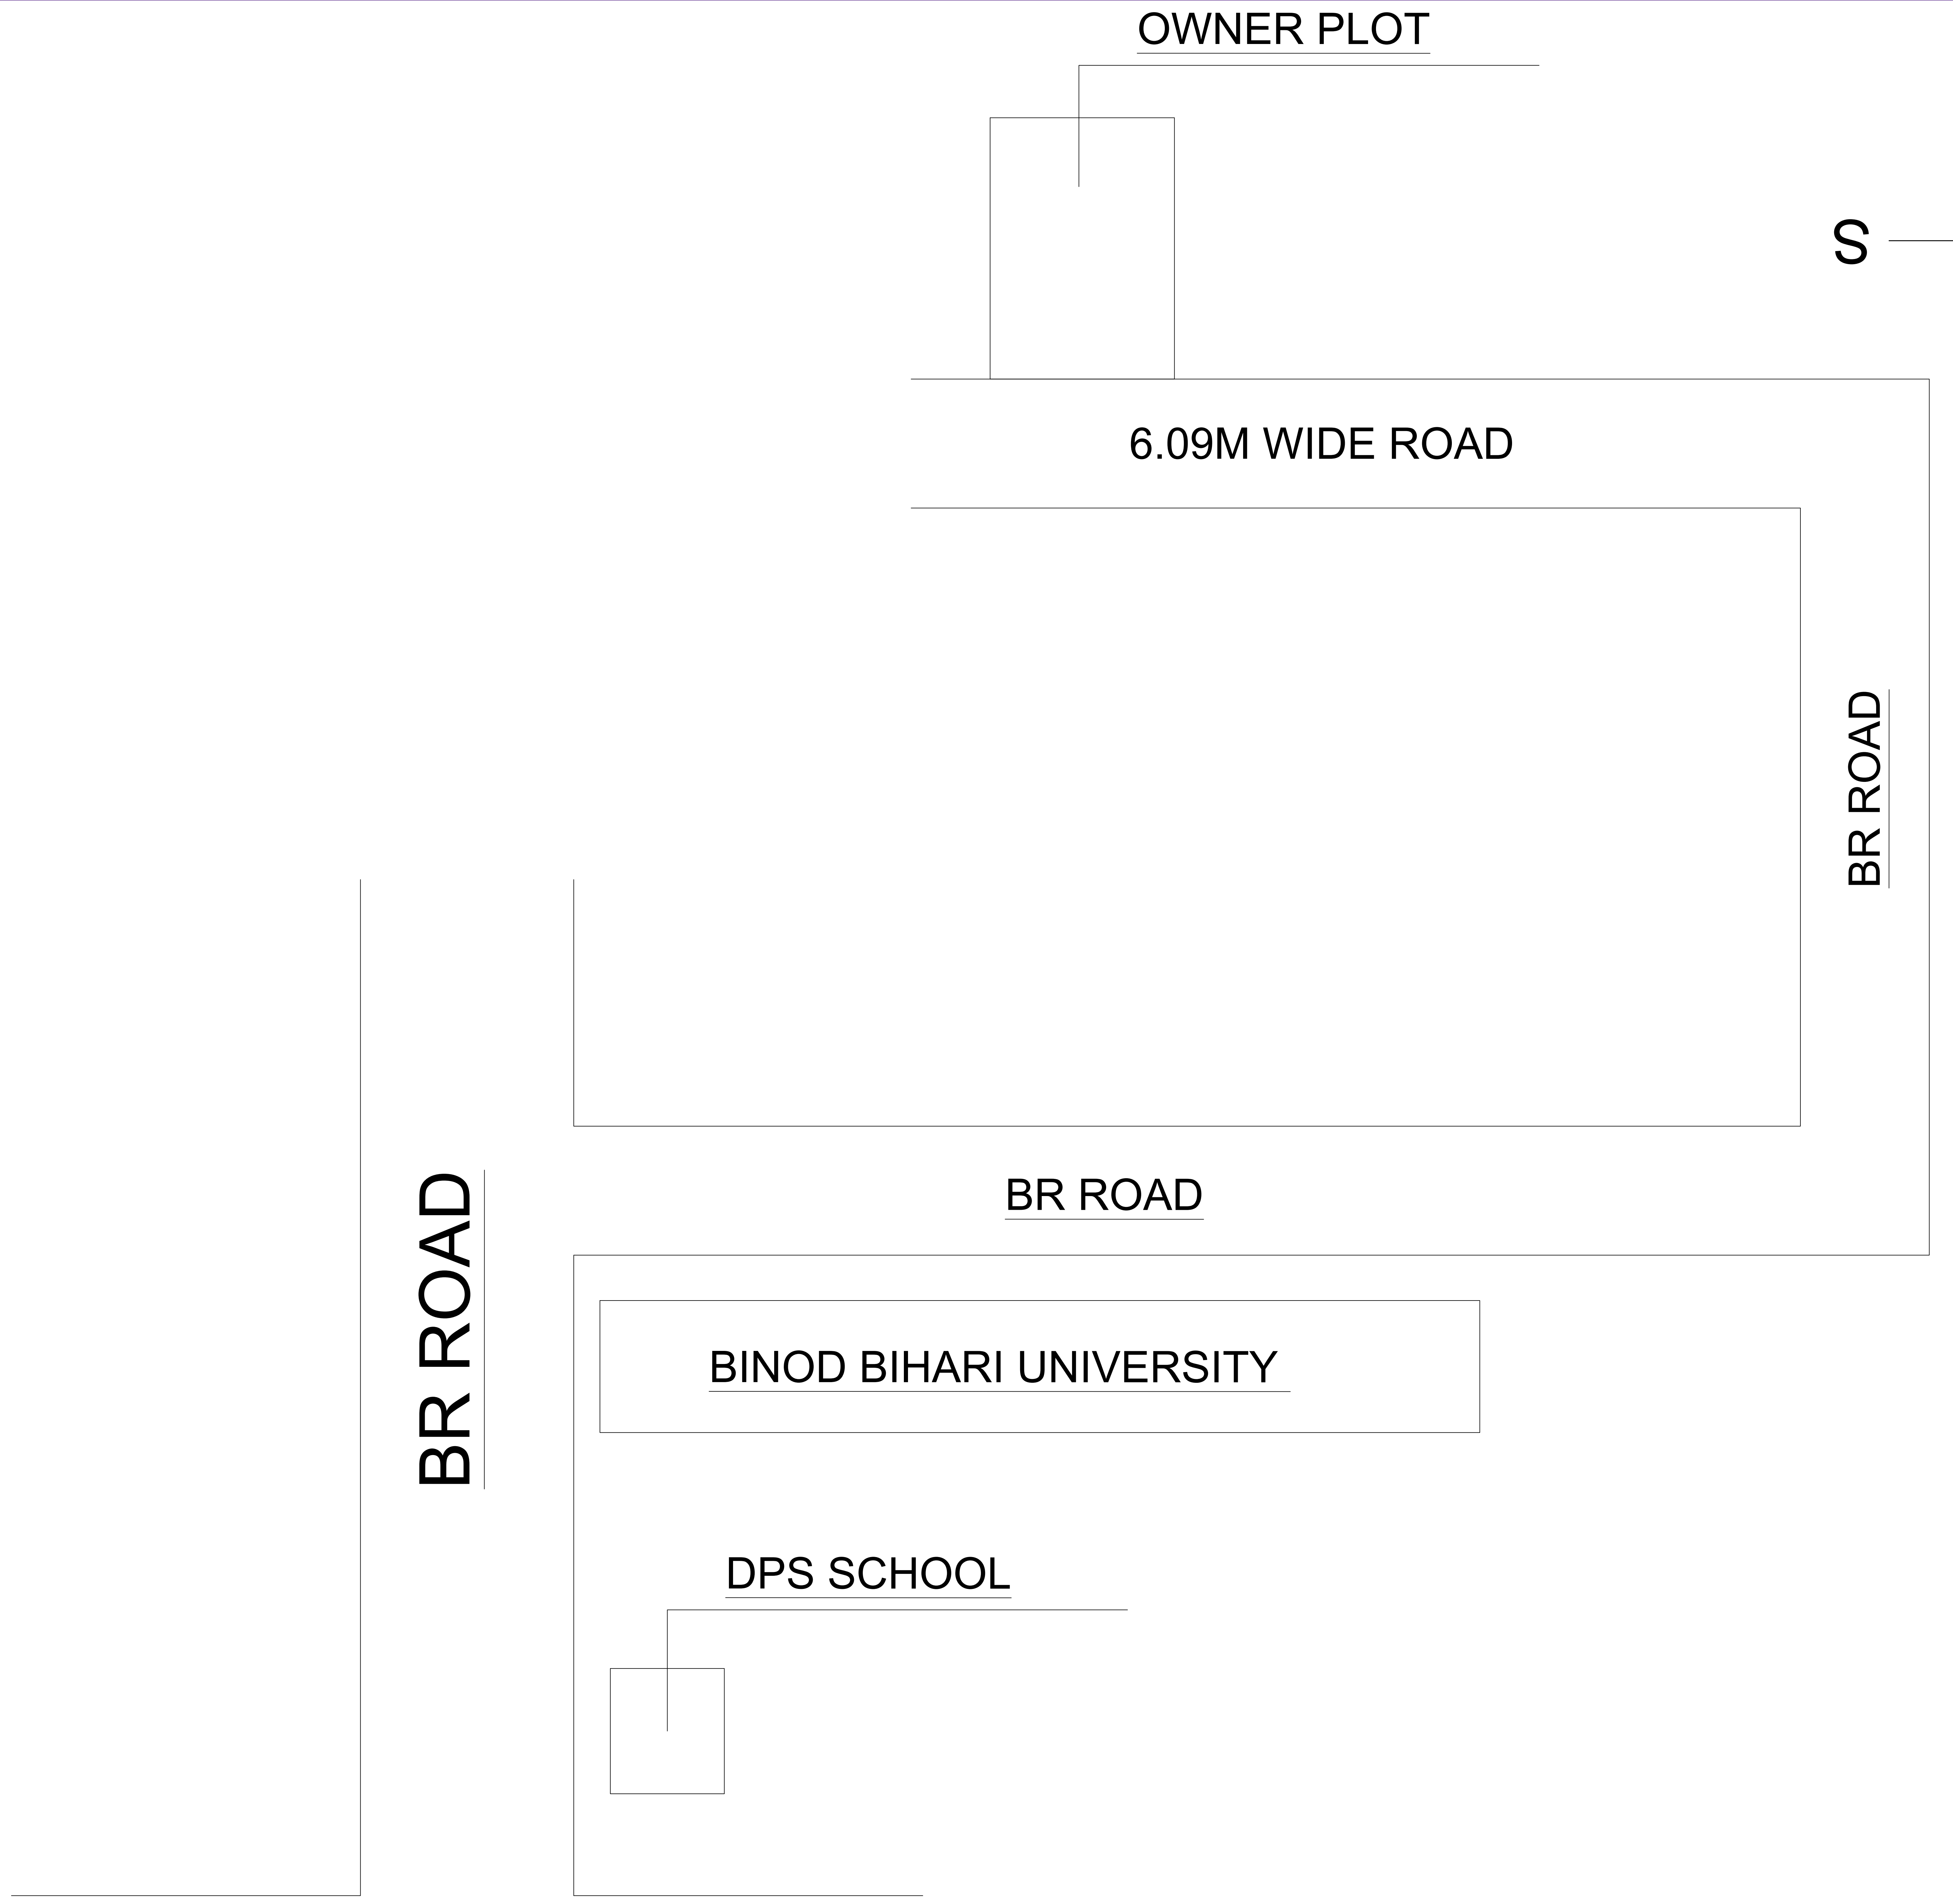 OWNER PLOT
S
6.09M WIDE ROAD
BR ROAD
BR ROAD
BR ROAD
BINOD BIHARI UNIVERSITY
DPS SCHOOL